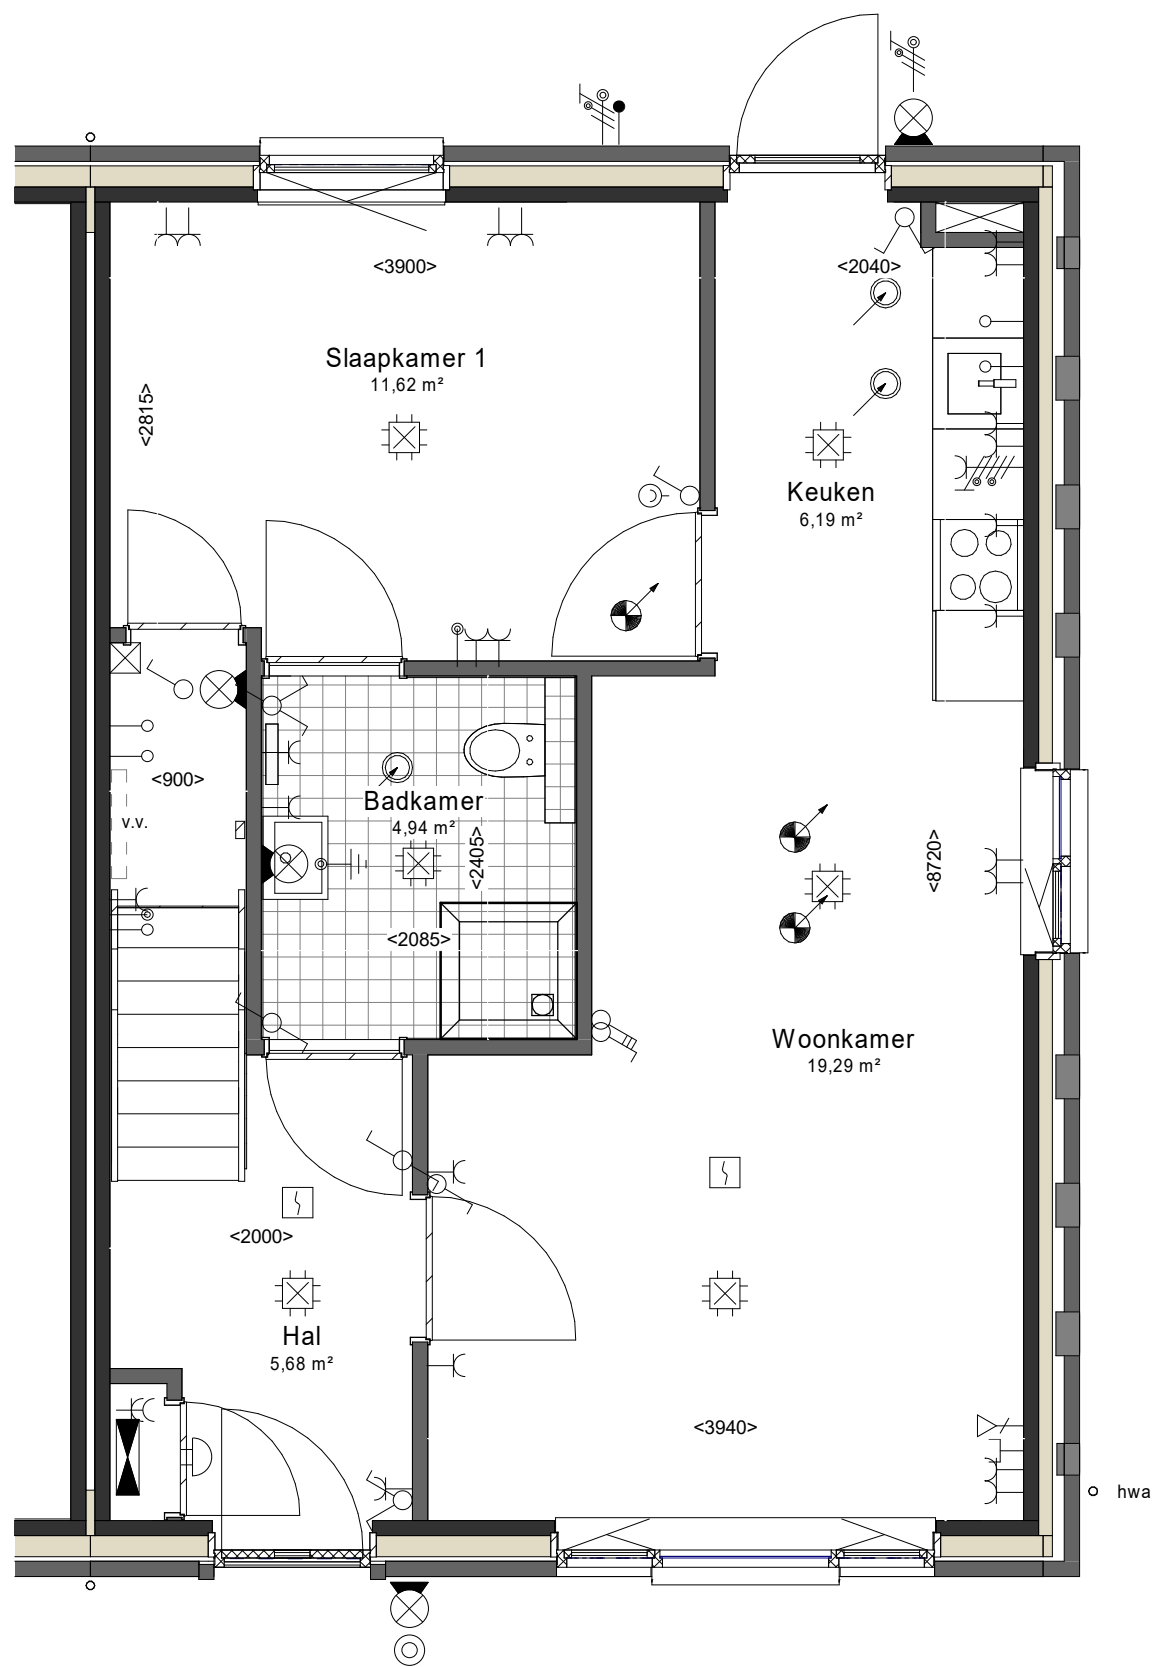 <3900>
<2040>
Slaapkamer 1
11,62 m²
<2815>
Keuken
6,19 m²
<900>
v.v.
Badkamer
4,94 m²
<2405>
<8720>
<2085>
Woonkamer
19,29 m²
<2000>
Hal
5,68 m²
<3940>
hwa